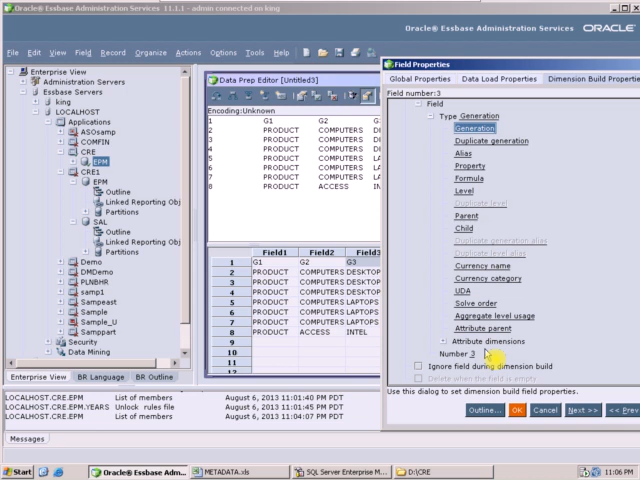 Oracle® Essbase Administration Services 11.1.1 - admin connected on king
Oracle® Essbase Administration Services ORACLE
File Edit View Field Record Organize Actions Options Tools Help
Enterprise View
Administration Servers
Essbase Servers
king
LOCALHOST
Applications
ASOsamp
COMFIN
CRE
EPM
CRE1
EPM
Outline
Linked Reporting Obj
Partitions
SAL
Outline
Linked Reporting Obj
Partitions
Demo
DMDemo
PLNBHR
samp1
Sampeast
Sample
Sample_U
Samppart
Security
Data Mining
Enterprise View BR Language BR Outline
Data Prep Editor [Untitled3]
Encoding:Unknown
1 G1 G2 G
2 PRODUCT COMPUTERS D
3 PRODUCT COMPUTERS D
4 PRODUCT COMPUTERS D
5 PRODUCT COMPUTERS LA
6 PRODUCT COMPUTERS LA
7 PRODUCT COMPUTERS LA
8 PRODUCT ACCESS IN
Field1 Field2 Field3
1 G1 G2 G3
2 PRODUCT COMPUTERS DESKTOP
3 PRODUCT COMPUTERS DESKTOP
4 PRODUCT COMPUTERS DESKTOP
5 PRODUCT COMPUTERS LAPTOPS
6 PRODUCT COMPUTERS LAPTOPS
7 PRODUCT COMPUTERS LAPTOPS
8 PRODUCT ACCESS INTEL
9
10
11
12
Field Properties
Global Properties Data Load Properties Dimension Build Propertie
Field number:3
Field
Type Generation
Generation
Duplicate generation
Alias
Property
Formula
Level
Duplicate level
Parent
Child
Duplicate generation alias
Duplicate level alias
Currency name
Currency category
UDA
Solve order
Aggregate level usage
Attribute parent
Attribute dimensions
Number 3
Ignore field during dimension build
Delete when the field is empty
Use this dialog to set dimension build field properties.
Outline... OK Cancel Next >> << Prev
LOCALHOST.CRE.EPM List of members August 6, 2013 11:01:40 PM PDT
LOCALHOST.CRE.EPM.YEARS Unlock rules file August 6, 2013 11:01:45 PM PDT
LOCALHOST.CRE.EPM List of members August 6, 2013 11:04:07 PM PDT
Messages
Start Oracle® Essbase Adm... METADATA.xls SQL Server Enterprise M... D:\CRE 11:06 PM